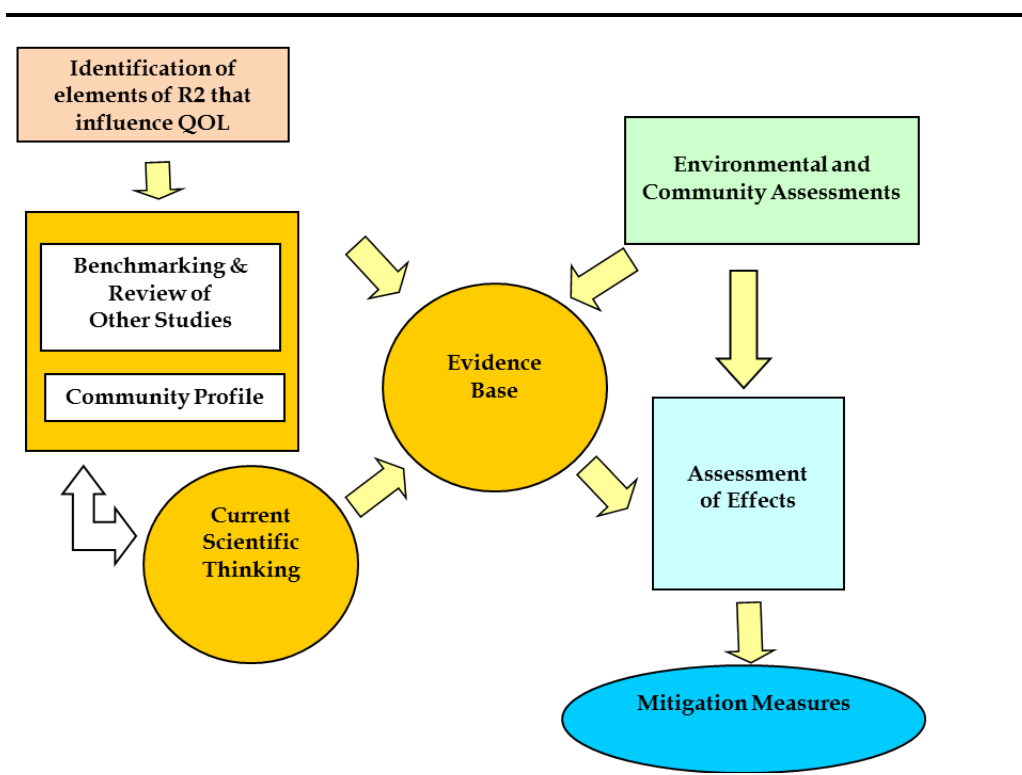 Identification of
elements of R2 that
influence QOL
Environmental and
Community Assessments
Benchmarking &
Review of
Other Studies
Community Profile
Evidence
Base
Current
Scientific
Thinking
Assessment
of Effects
Mitigation Measures